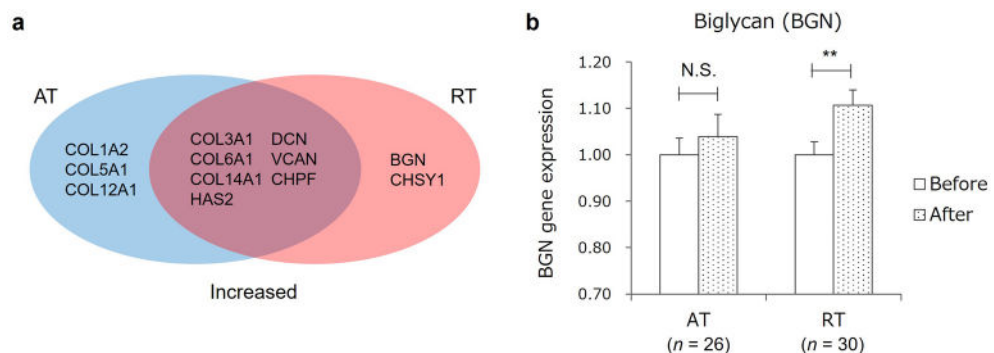 a
AT
RT
COL1A2
COL5A1
COL12A1
COL3A1 DCN
COL6A1 VCAN
COL14A1 CHPF
HAS2
BGN
CHSY1
Increased
b
Biglycan (BGN)
BGN gene expression
1.20
1.10
1.00
0.90
0.80
0.70
N.S.
**
Before
After
AT
(n = 26)
RT
(n = 30)